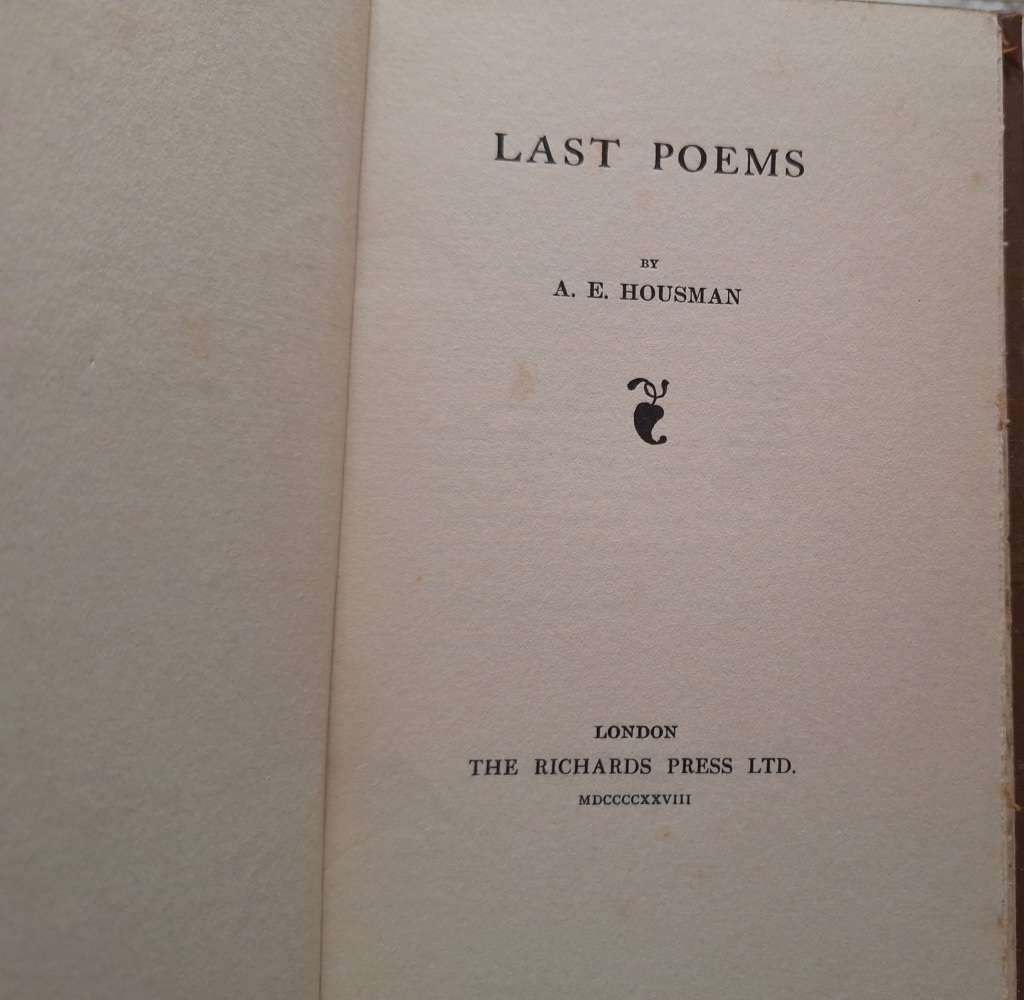 LAST POEMS
BY
A. E. HOUSMAN
LONDON
THE RICHARDS PRESS LTD.
MDCCCCXXVIII